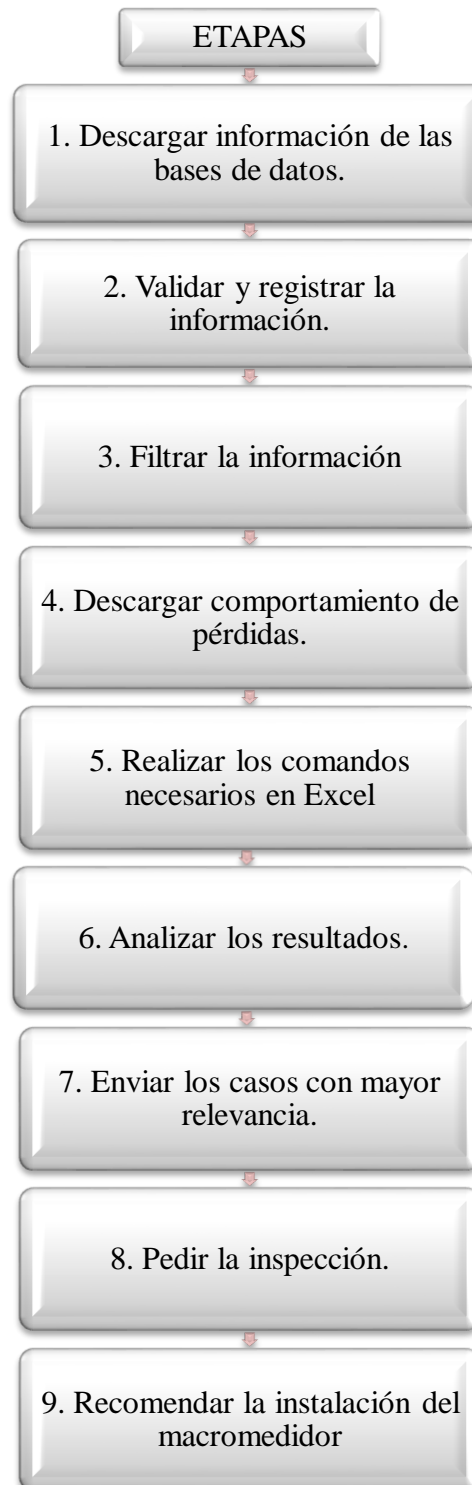 ETAPAS
1. Descargar información de las
bases de datos.
2. Validar y registrar la
información.
3. Filtrar la información
4. Descargar comportamiento de
pérdidas.
5. Realizar los comandos
necesarios en Excel
6. Analizar los resultados.
7. Enviar los casos con mayor
relevancia.
8. Pedir la inspección.
9. Recomendar la instalación del
macromedidor